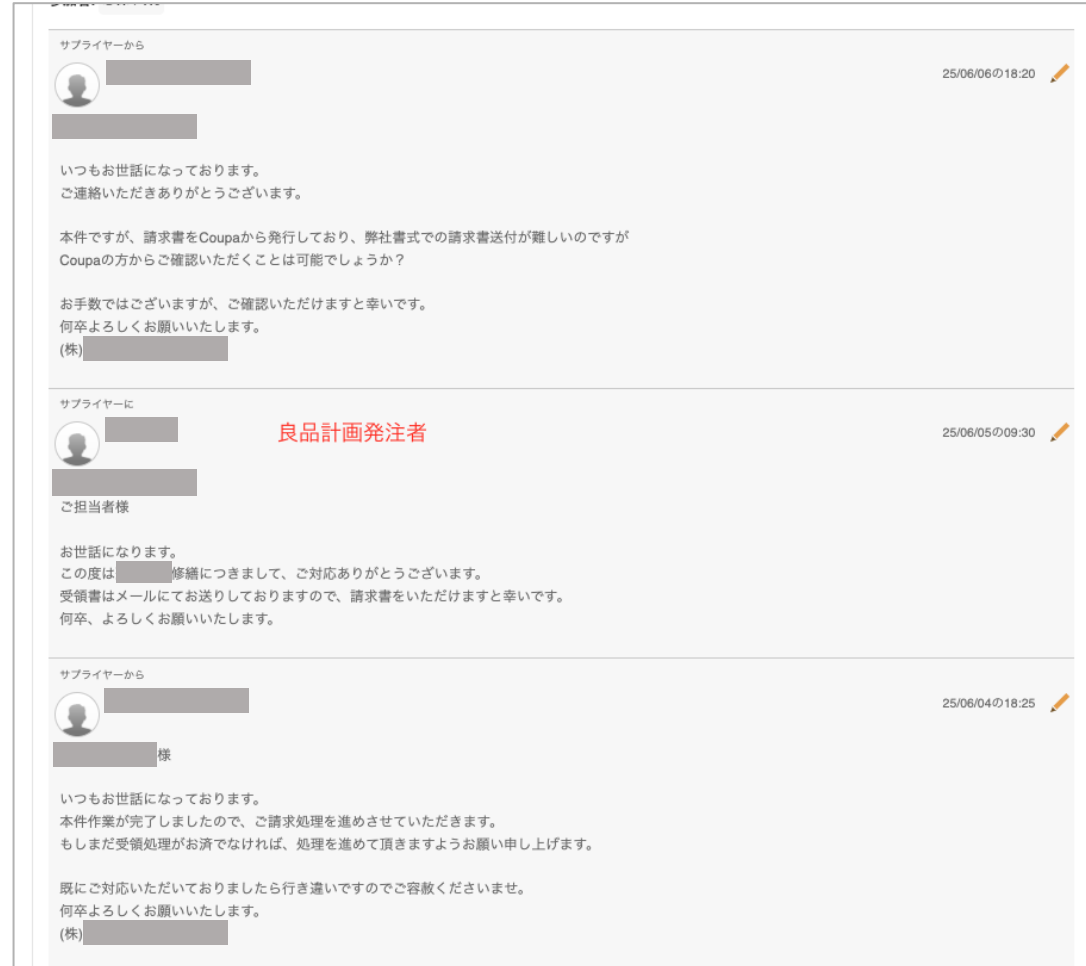 サプライヤーから
25/06/06の18:20
いつもお世話になっております。
ご連絡いただきありがとうございます。
本件ですが、請求書をCoupaから発行しており、弊社書式での請求書送付が難しいのですが
Coupaの方からご確認いただくことは可能でしょうか？
お手数ではございますが、ご確認いただけますと幸いです。
何卒よろしくお願いいたします。
(株)
サプライヤーに
良品計画発注者
25/06/05の09:30
ご担当者様
お世話になります。
この度は 修繕につきまして、ご対応ありがとうございます。
受領書はメールにてお送りしておりますので、請求書をいただけますと幸いです。
何卒、よろしくお願いいたします。
サプライヤーから
25/06/04の18:25
様
いつもお世話になっております。
本件作業が完了しましたので、ご請求処理を進めさせていただきます。
もしまだ受領処理がお済でなければ、処理を進めて頂きますようお願い申し上げます。
既にご対応いただいておりましたら行き違いですのでご容赦くださいませ。
何卒よろしくお願いいたします。
(株)